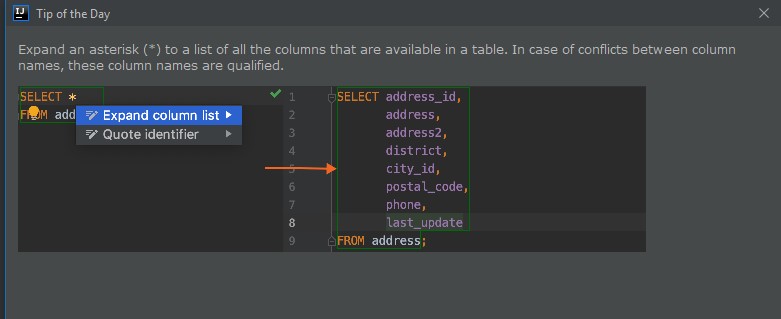 IJ Tip of the Day
Expand an asterisk (*) to a list of all the columns that are available in a table. In case of conflicts between column
names, these column names are qualified.
SELECT *
FROM add
Expand column list
Quote identifier
1 SELECT address_id,
2 address,
3 address2,
4 district,
5 city_id,
6 postal_code,
7 phone,
8 last_update
9 FROM address;